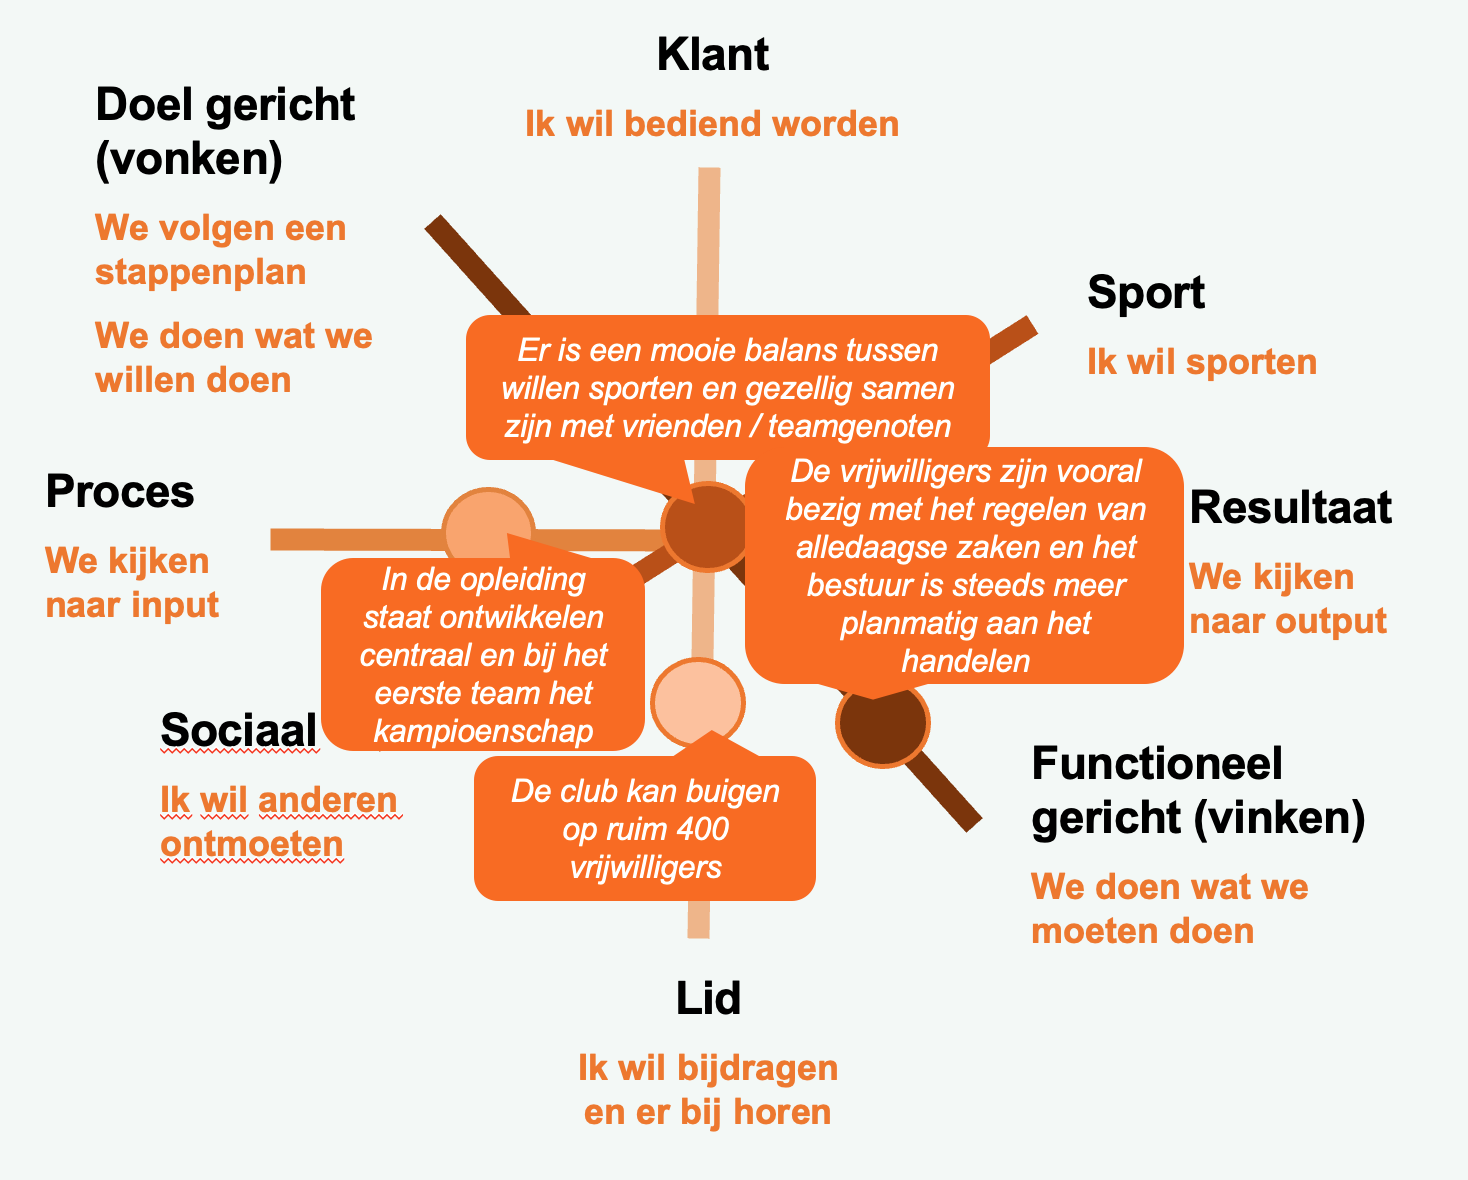 Klant
Ik wil bediend worden
Doel gericht
(vonken)
We volgen een
stappenplan
We doen wat we
willen doen
Sport
Ik wil sporten
Er is een mooie balans tussen
willen sporten en gezellig samen
zijn met vrienden / teamgenoten
De vrijwilligers zijn vooral
bezig met het regelen van
alledaagse zaken en het
bestuur is steeds meer
planmatig aan het
handelen
Proces
We kijken
naar input
Resultaat
We kijken
naar output
In de opleiding
staat ontwikkelen
centraal en bij het
eerste team het
kampioenschap
Sociaal
Ik wil anderen
ontmoeten
De club kan buigen
op ruim 400
vrijwilligers
Functioneel
gericht (vinken)
We doen wat we
moeten doen
Lid
Ik wil bijdragen
en er bij horen